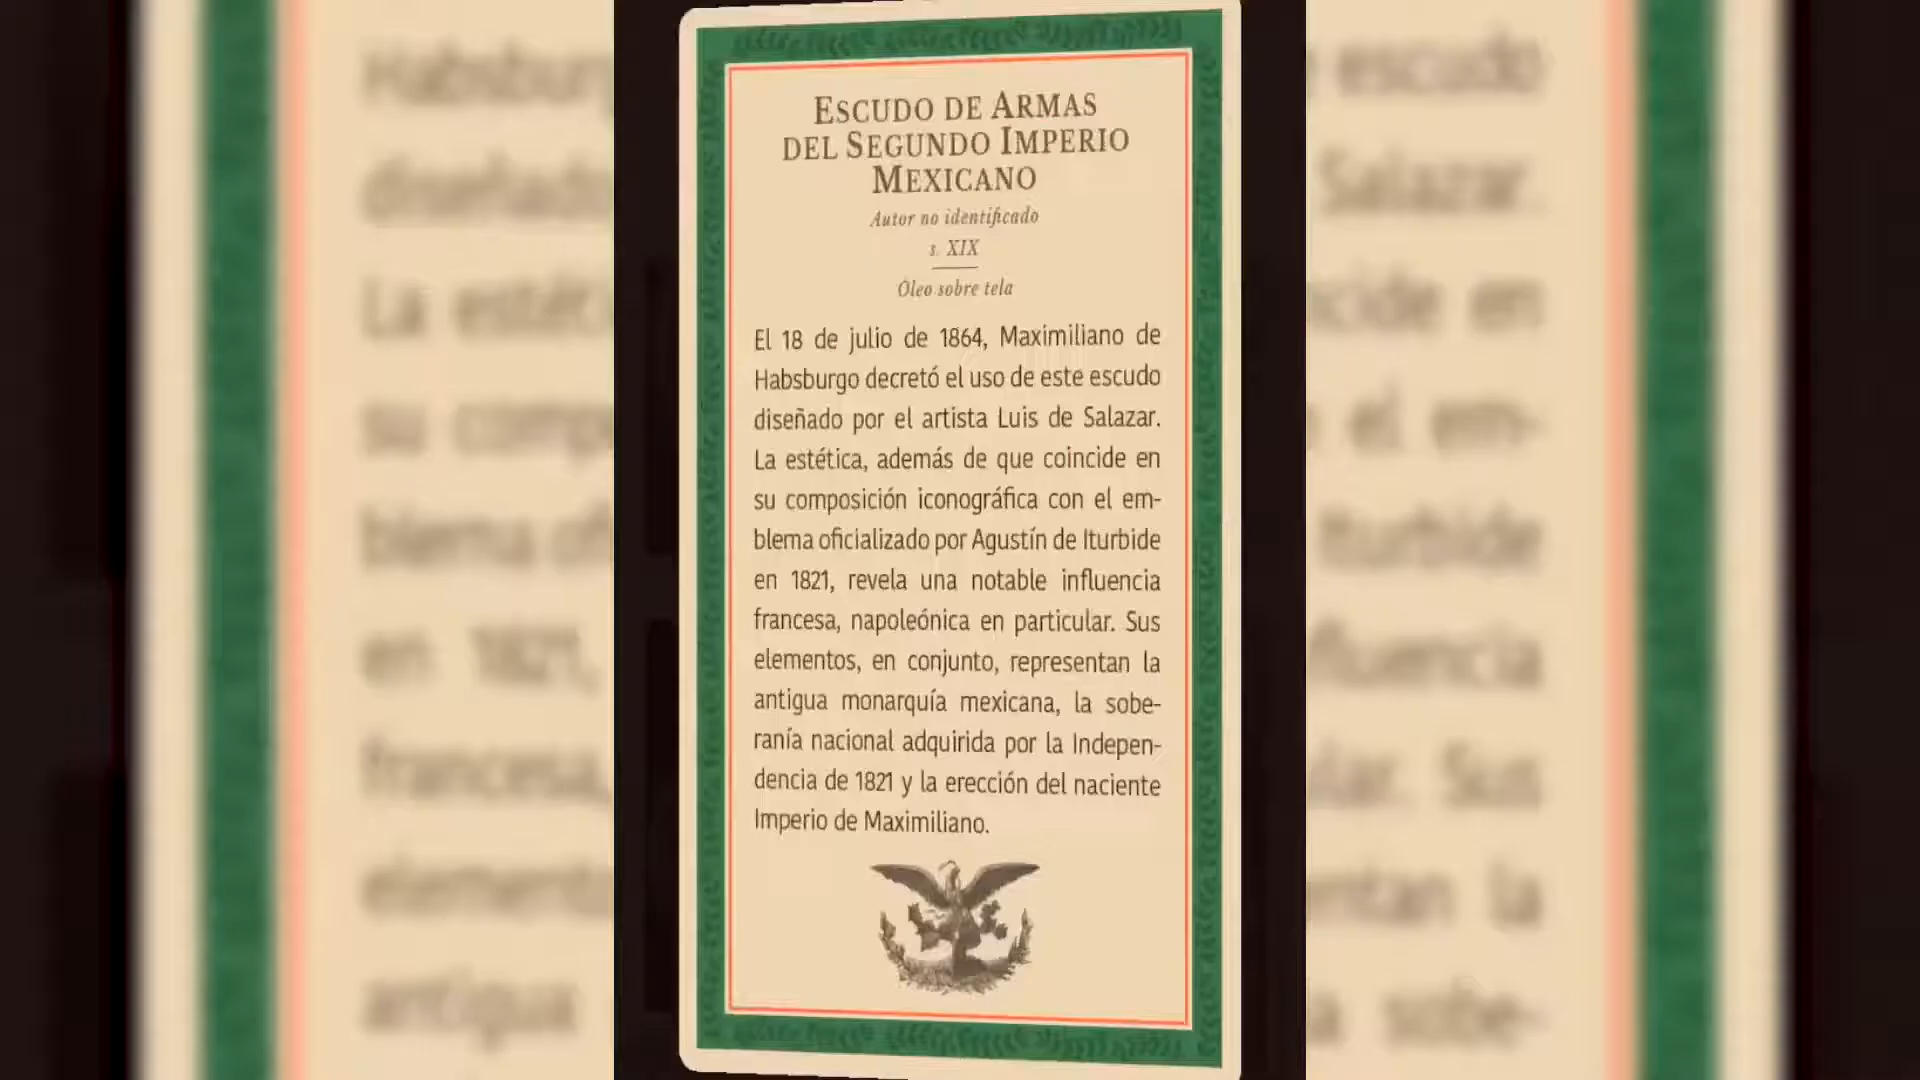 ESCUDO DE ARMAS
DEL SEGUNDO IMPERIO
MEXICANO
Autor no identificado
s. XIX
Óleo sobre tela
El 18 de julio de 1864, Maximiliano de
Habsburgo decretó el uso de este escudo
diseñado por el artista Luis de Salazar.
La estética, además de que coincide en
su composición iconográfica con el em-
blema oficializado por Agustín de Iturbide
en 1821, revela una notable influencia
francesa, napoleónica en particular. Sus
elementos, en conjunto, representan la
antigua monarquía mexicana, la sobe-
ranía nacional adquirida por la Indepen-
dencia de 1821 y la erección del naciente
Imperio de Maximiliano.